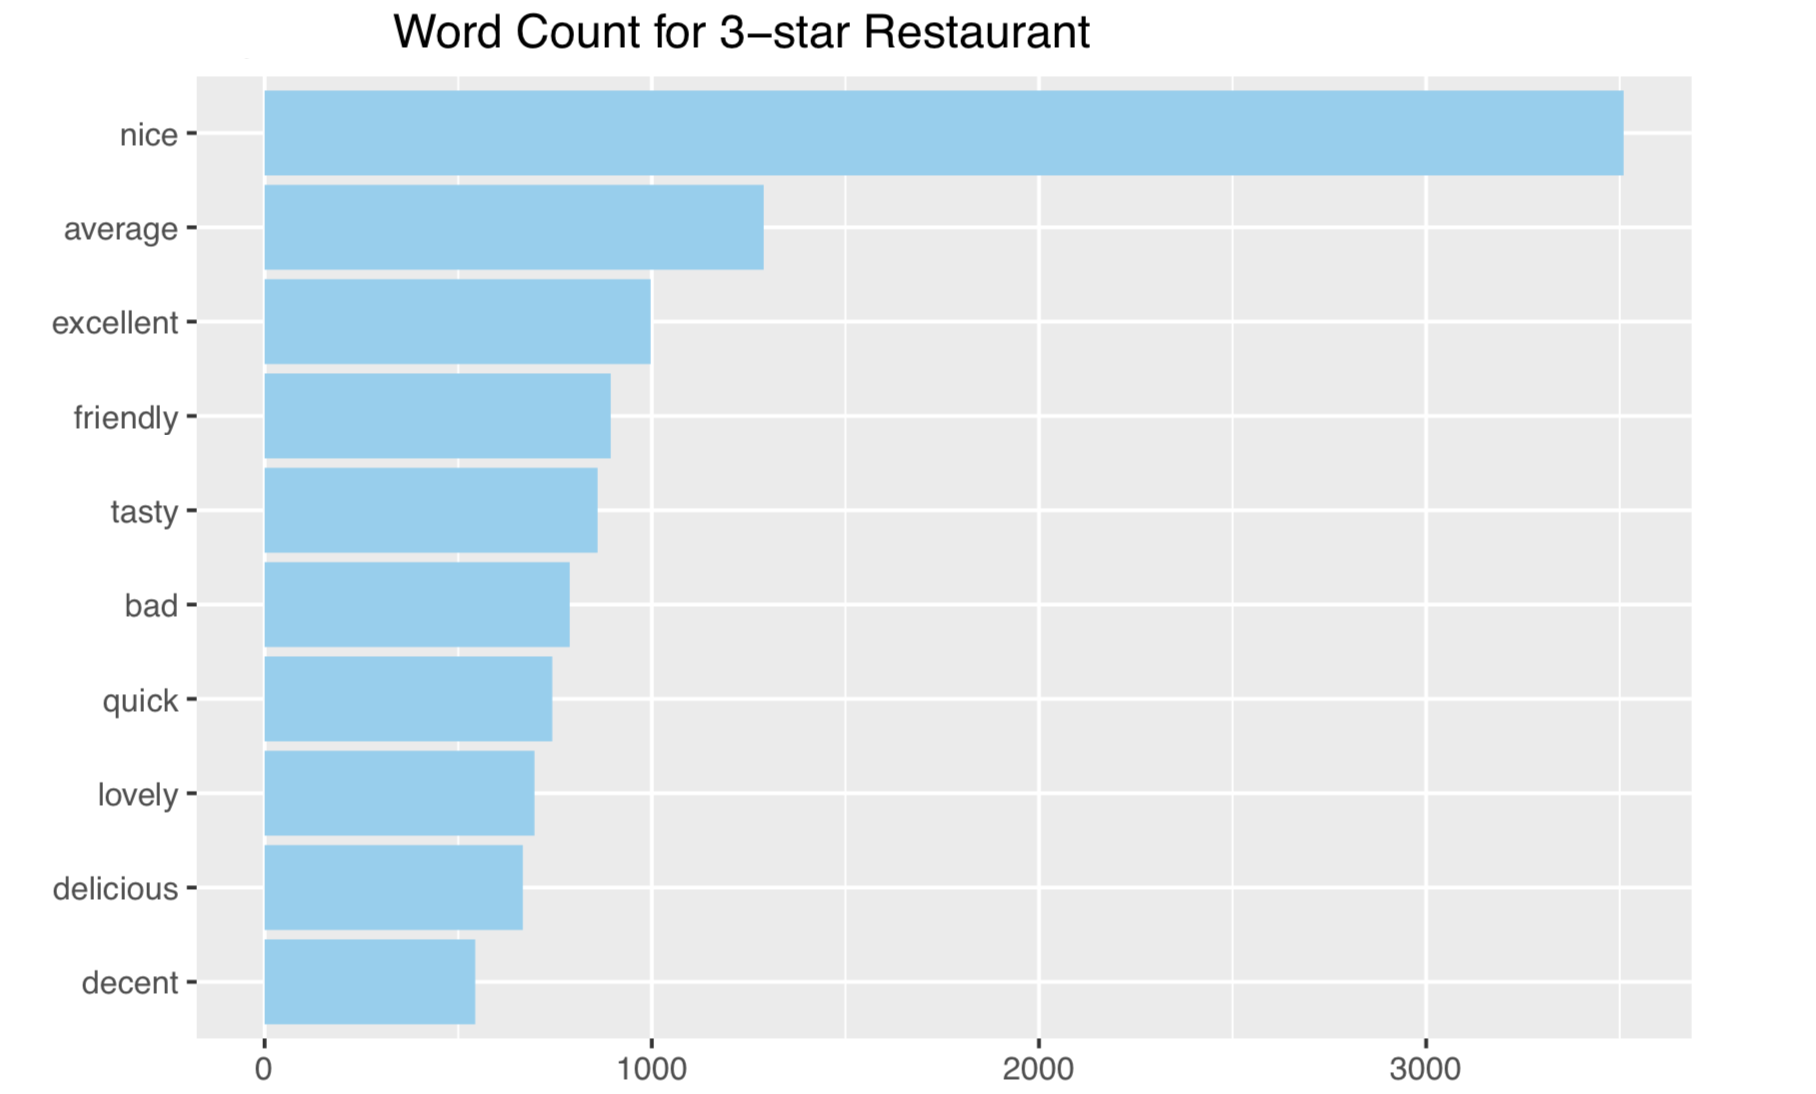 Word Count for 3−star Restaurant
nice
average
excellent
friendly
tasty
bad
quick
lovely
delicious
decent
0 1000 2000 3000